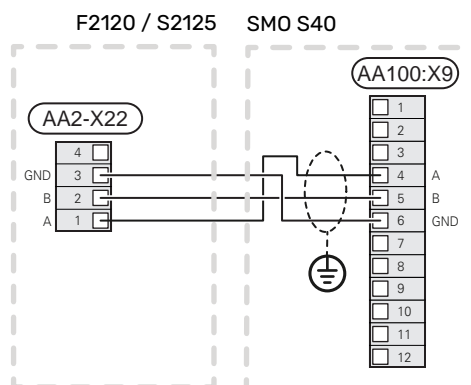 F2120 / S2125 SMO S40
AA100:X9
AA2-X22
1
2
3
4 A
5 B
6 GND
7
8
9
10
11
12
4
GND 3
B 2
A 1